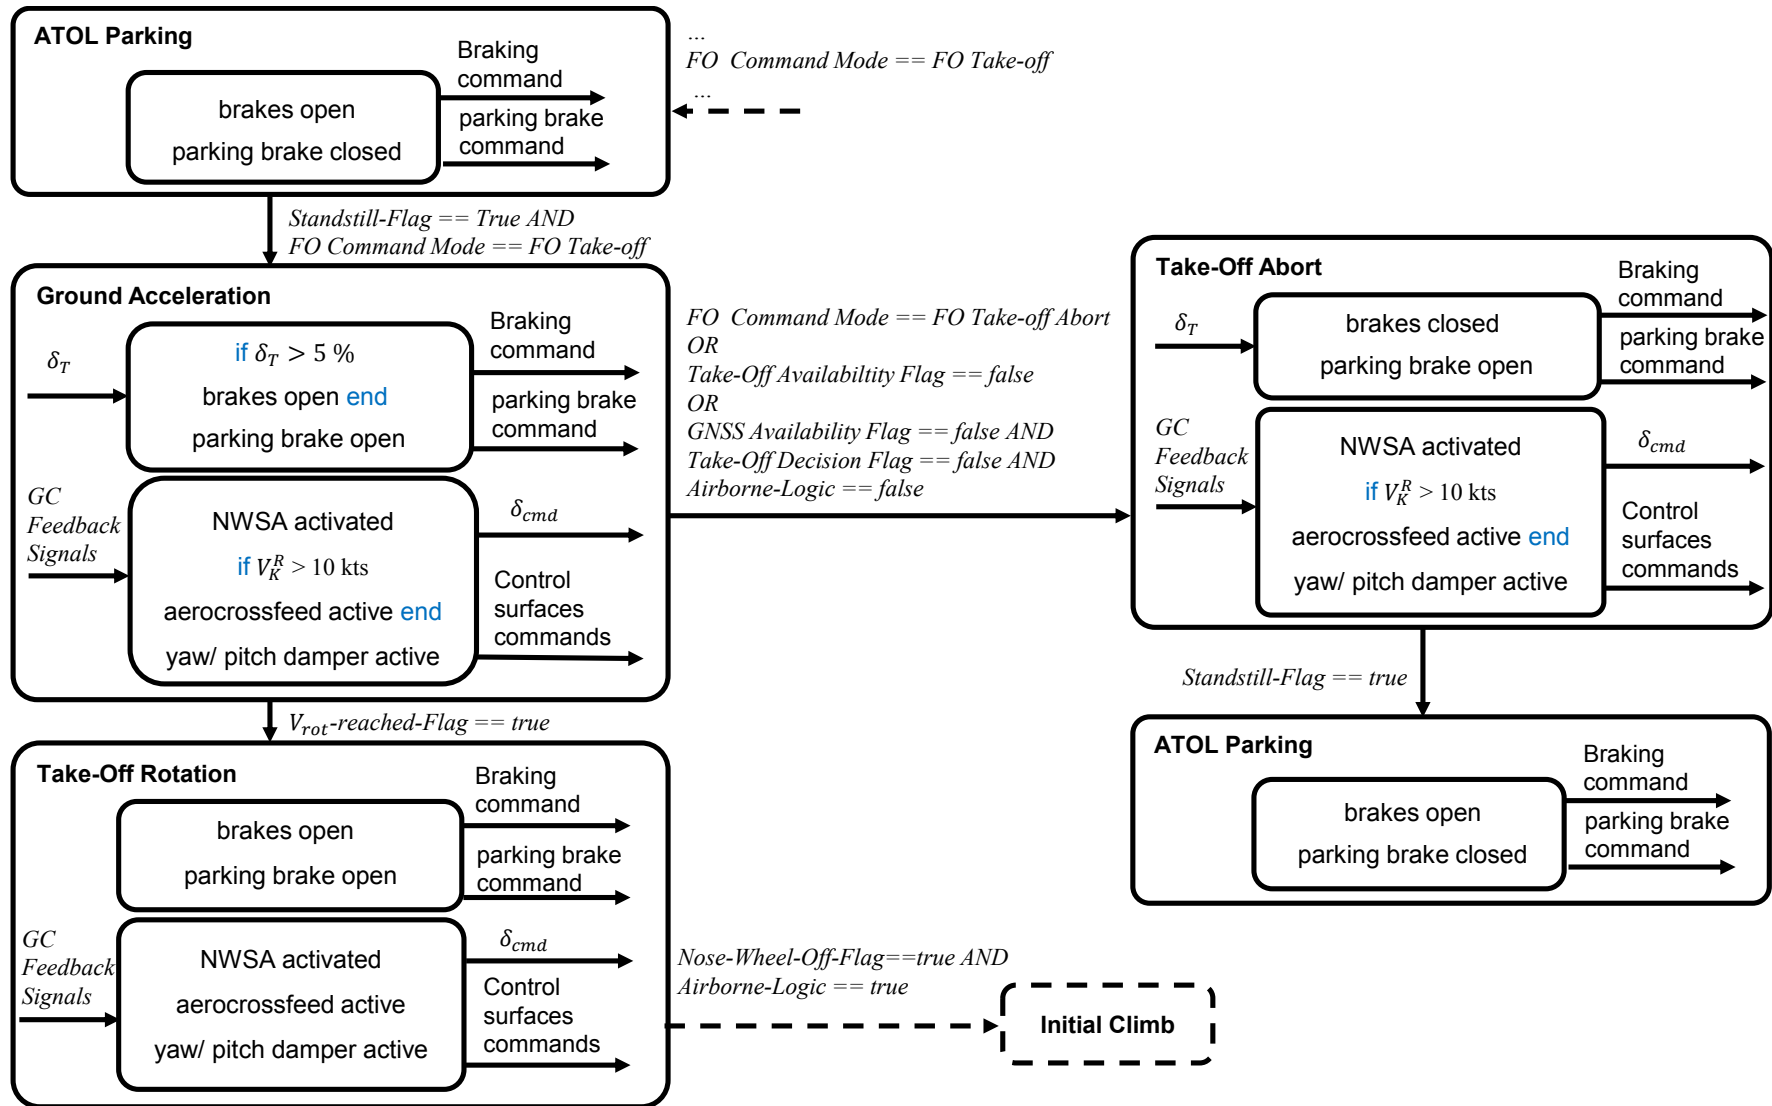 ATOL Parking
brakes open
parking brake closed
Braking
command
parking brake
command
...
FO Command Mode == FO Take-off
...
Standstill-Flag == True AND
FO Command Mode == FO Take-off
Ground Acceleration
δ_T
if δ_T > 5 %
brakes open end
parking brake open
Braking
command
parking brake
command
GC
Feedback
Signals
NWSA activated
if V_K^R > 10 kts
aerocrossfeed active end
yaw/ pitch damper active
δ_cmd
Control
surfaces
commands
FO Command Mode == FO Take-off Abort
OR
Take-Off Availabiltity Flag == false
OR
GNSS Availability Flag == false AND
Take-Off Decision Flag == false AND
Airborne-Logic == false
Take-Off Abort
δ_T
brakes closed
parking brake open
Braking
command
parking brake
command
GC
Feedback
Signals
NWSA activated
if V_K^R > 10 kts
aerocrossfeed active end
yaw/ pitch damper active
δ_cmd
Control
surfaces
commands
Standstill-Flag == true
ATOL Parking
brakes open
parking brake closed
Braking
command
parking brake
command
V_rot-reached-Flag == true
Take-Off Rotation
brakes open
parking brake open
Braking
command
parking brake
command
GC
Feedback
Signals
NWSA activated
aerocrossfeed active
yaw/ pitch damper active
δ_cmd
Control
surfaces
commands
Nose-Wheel-Off-Flag==true AND
Airborne-Logic == true
Initial Climb